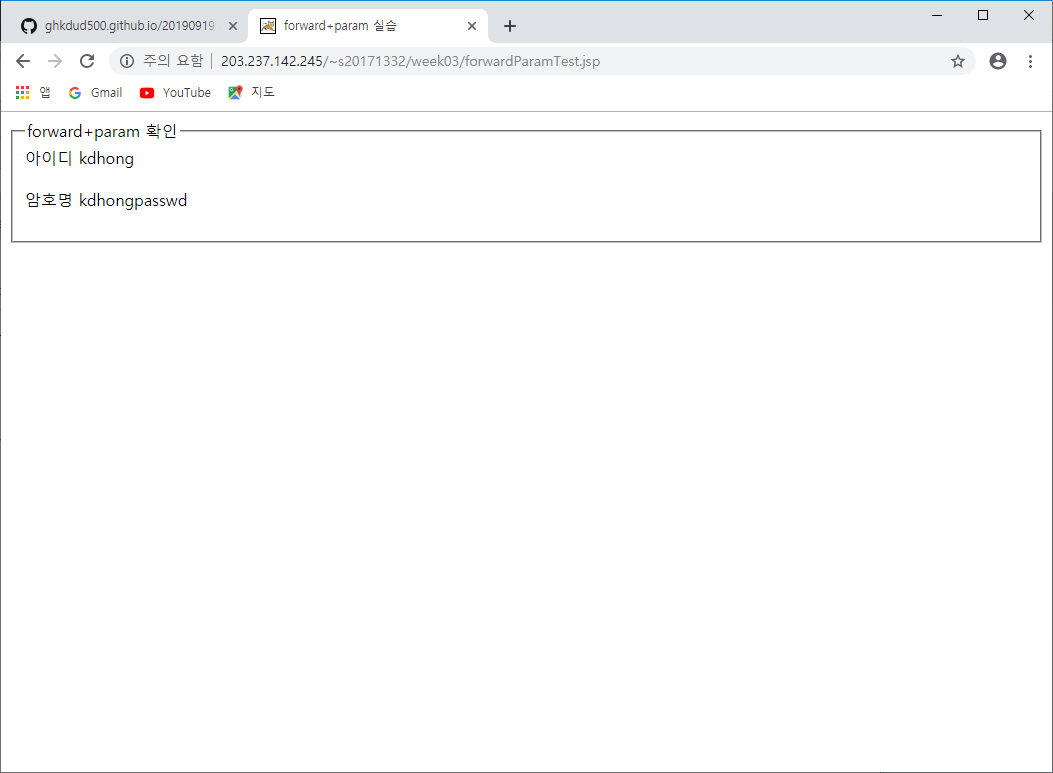 ghkdud500.github.io/20190919
forward+param 실습
주의 요함 | 203.237.142.245/~s20171332/week03/forwardParamTest.jsp
앱 Gmail YouTube 지도
forward+param 확인
아이디 kdhong
암호명 kdhongpasswd